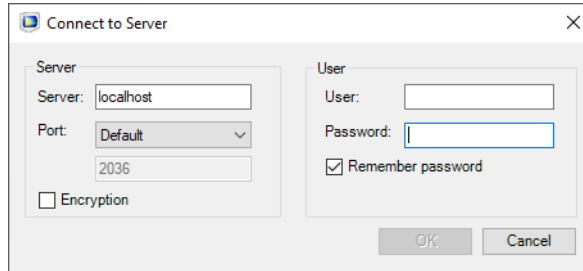 Connect to Server
Server
Server: localhost
Port: Default
2036
Encryption
User
User:
Password:
Remember password
OK Cancel